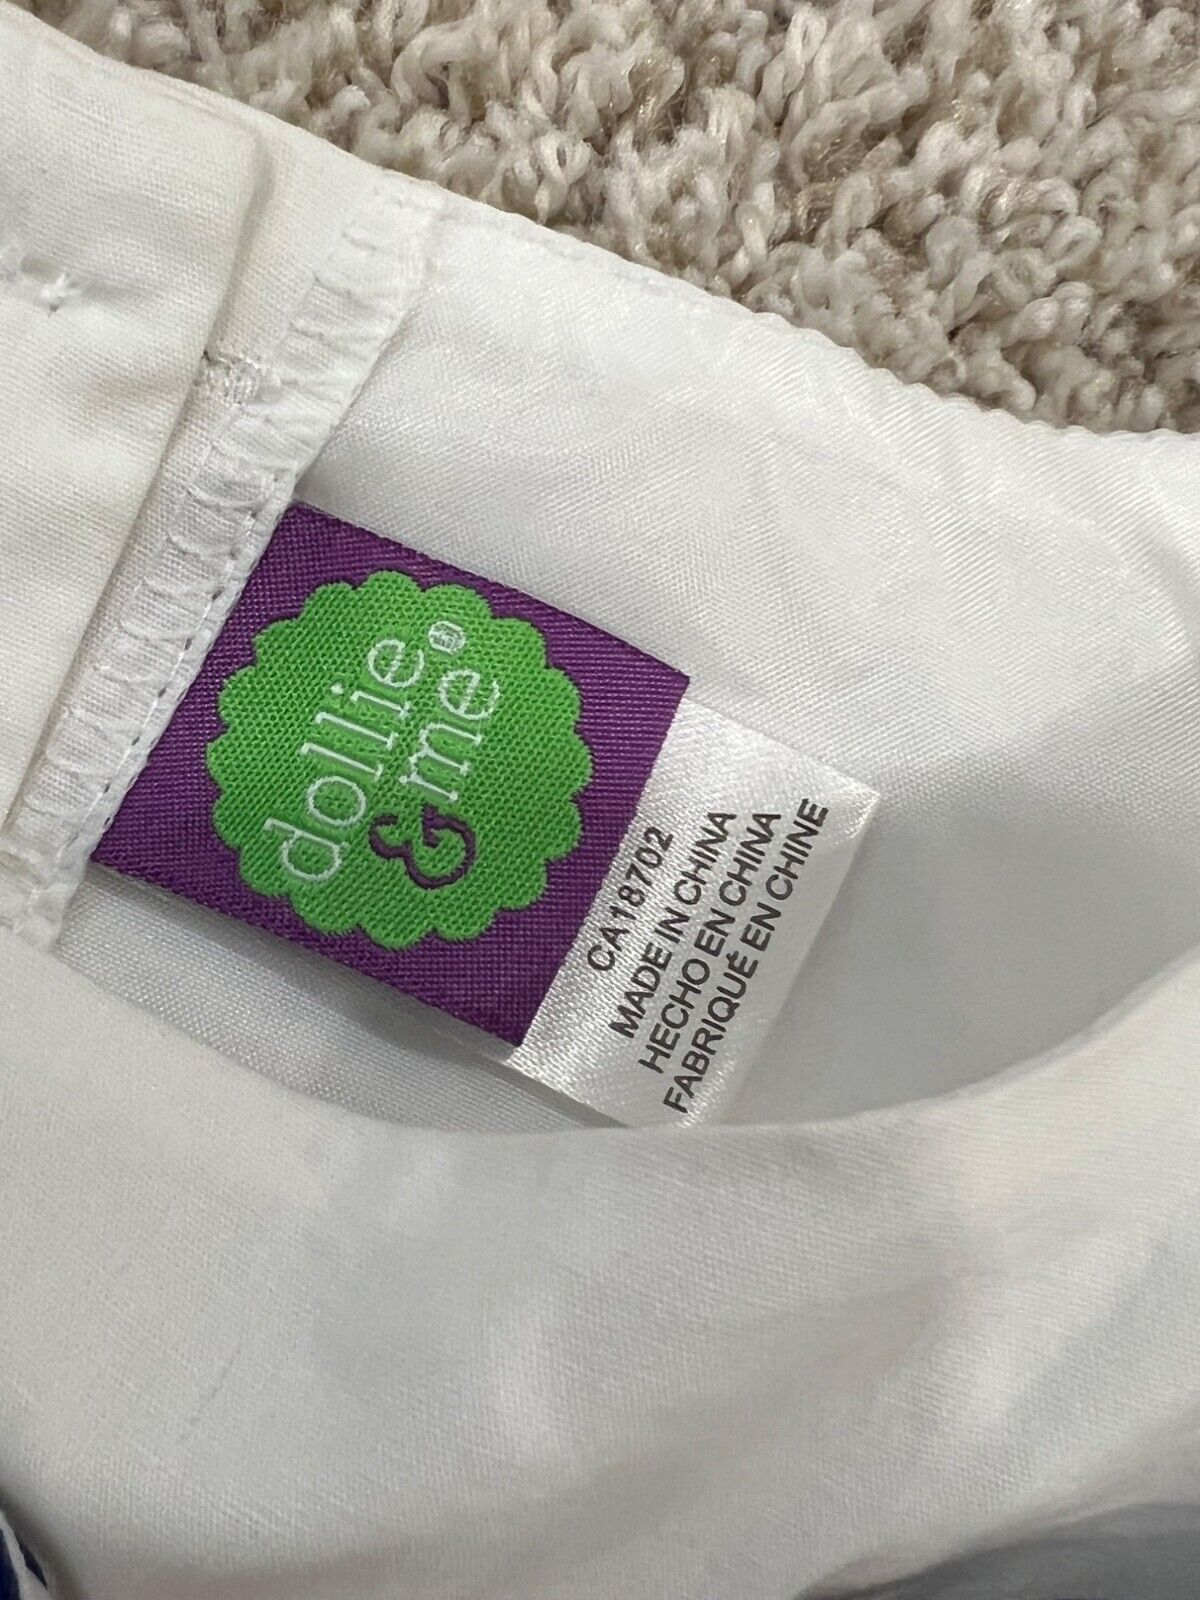 dollie
& me®
CA18702
MADE IN CHINA
HECHO EN CHINA
FABRIQUÉ EN CHINE